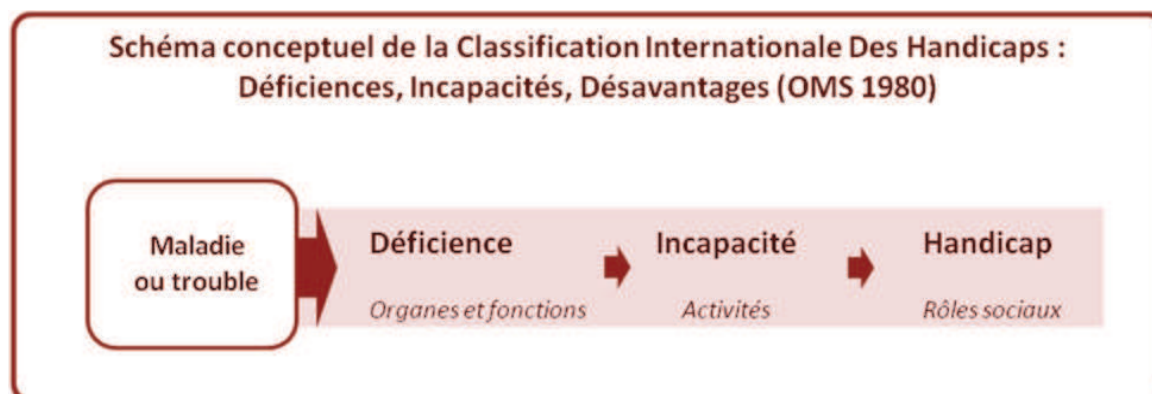 Schéma conceptuel de la Classification Internationale Des Handicaps :
Déficiences, Incapacités, Désavantages (OMS 1980)
Maladie
ou trouble
Déficience
Organes et fonctions
Incapacité
Activités
Handicap
Rôles sociaux